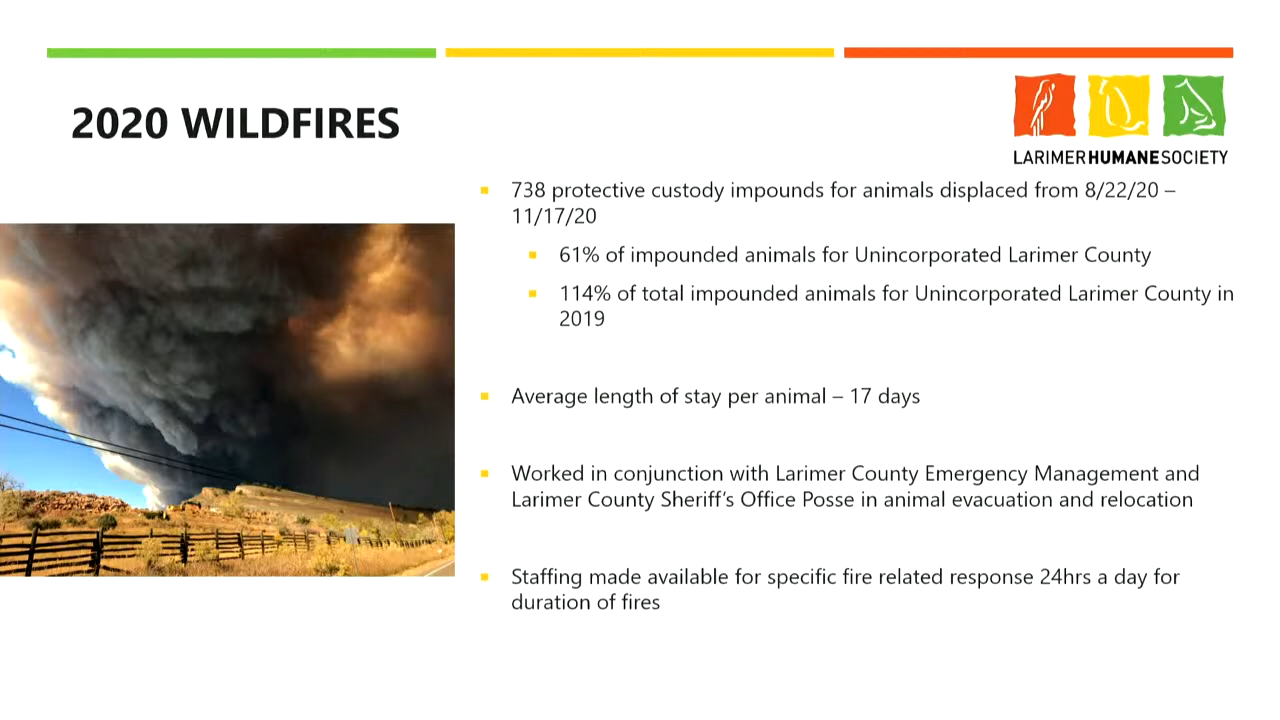 2020 WILDFIRES
LARIMERHUMANESOCIETY
738 protective custody impounds for animals displaced from 8/22/20 –
11/17/20
61% of impounded animals for Unincorporated Larimer County
114% of total impounded animals for Unincorporated Larimer County in
2019
Average length of stay per animal – 17 days
Worked in conjunction with Larimer County Emergency Management and
Larimer County Sheriff's Office Posse in animal evacuation and relocation
Staffing made available for specific fire related response 24hrs a day for
duration of fires